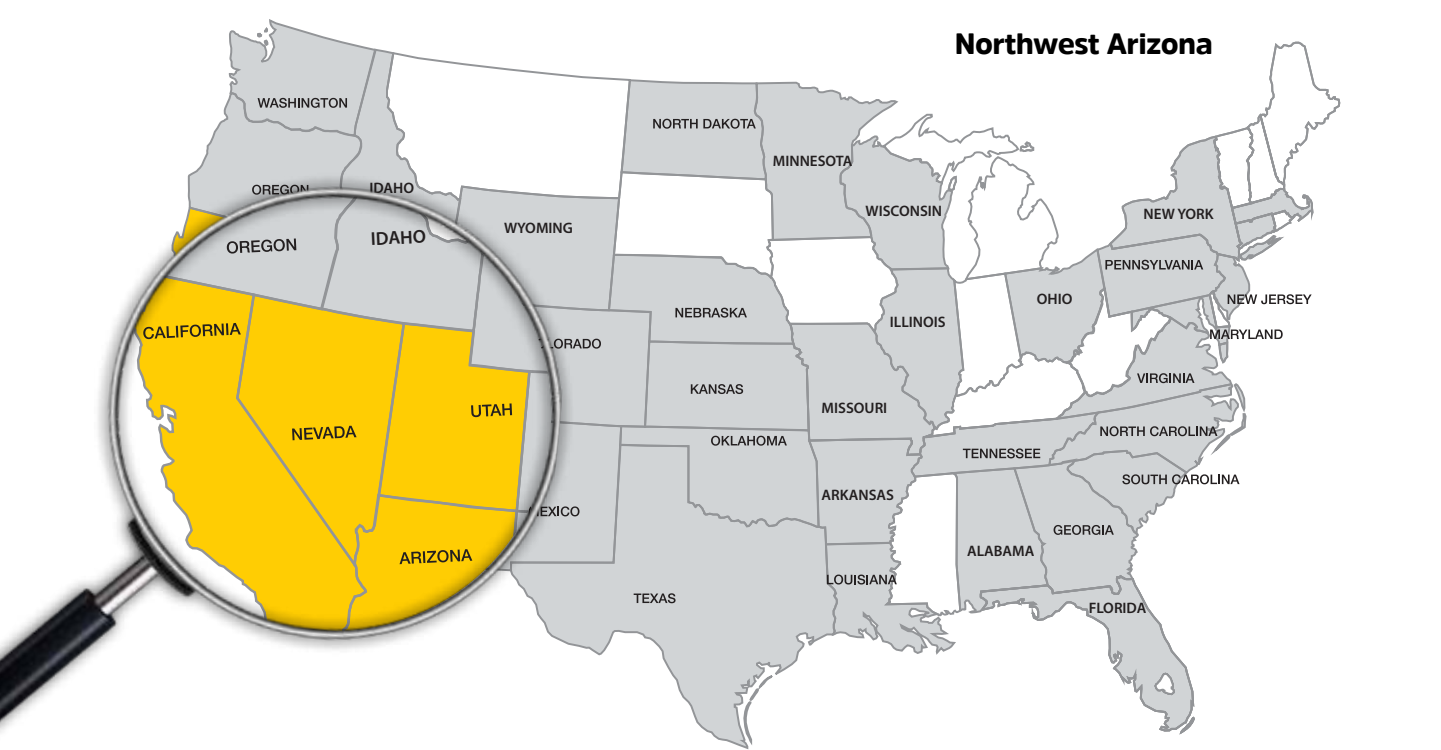 Northwest Arizona
WASHINGTON
NORTH DAKOTA
MINNESOTA
OREGON
IDAHO
WISCONSIN
NEW YORK
WYOMING
OREGON
IDAHO
PENNSYLVANIA
OHIO
NEW JERSEY
NEBRASKA
ILLINOIS
CALIFORNIA
MARYLAND
LORADO
VIRGINIA
KANSAS
UTAH
MISSOURI
NEVADA
NORTH CAROLINA
OKLAHOMA
TENNESSEE
SOUTH CAROLINA
ARKANSAS
MEXICO
GEORGIA
ARIZONA
ALABAMA
LOUISIANA
TEXAS
FLORIDA